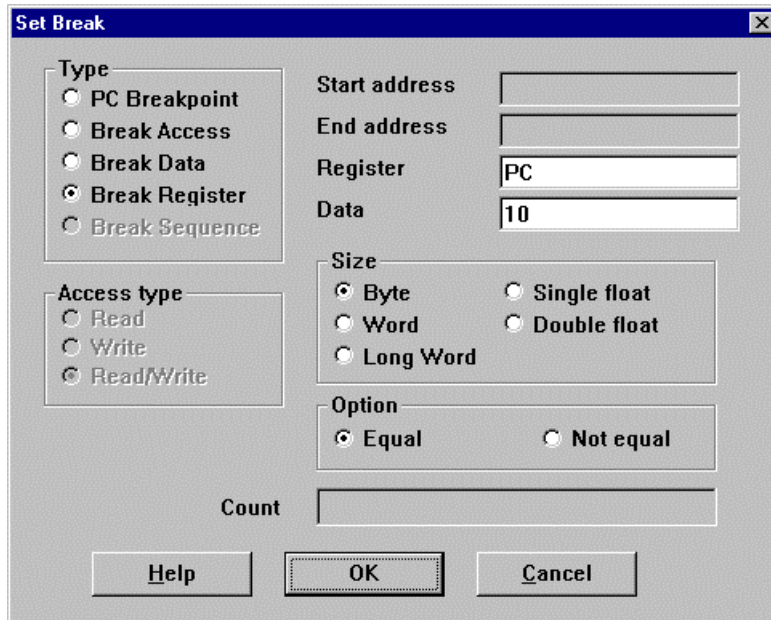 Set Break
Type
PC Breakpoint
Break Access
Break Data
Break Register
Break Sequence
Access type
Read
Write
Read/Write
Start address
End address
Register PC
Data 10
Size
Byte Single float
Word Double float
Long Word
Option
Equal Not equal
Count
Help OK Cancel